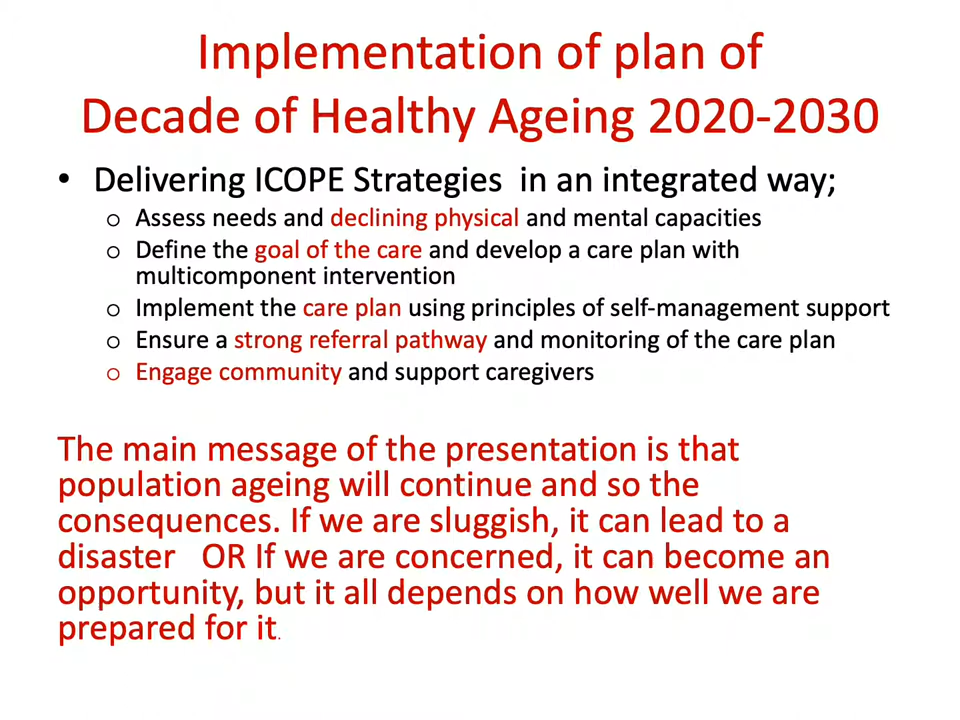 Implementation of plan of
Decade of Healthy Ageing 2020-2030
• Delivering ICOPE Strategies in an integrated way;
o Assess needs and declining physical and mental capacities
o Define the goal of the care and develop a care plan with
multicomponent intervention
o Implement the care plan using principles of self-management support
o Ensure a strong referral pathway and monitoring of the care plan
o Engage community and support caregivers
The main message of the presentation is that
population ageing will continue and so the
consequences. If we are sluggish, it can lead to a
disaster OR If we are concerned, it can become an
opportunity, but it all depends on how well we are
prepared for it.